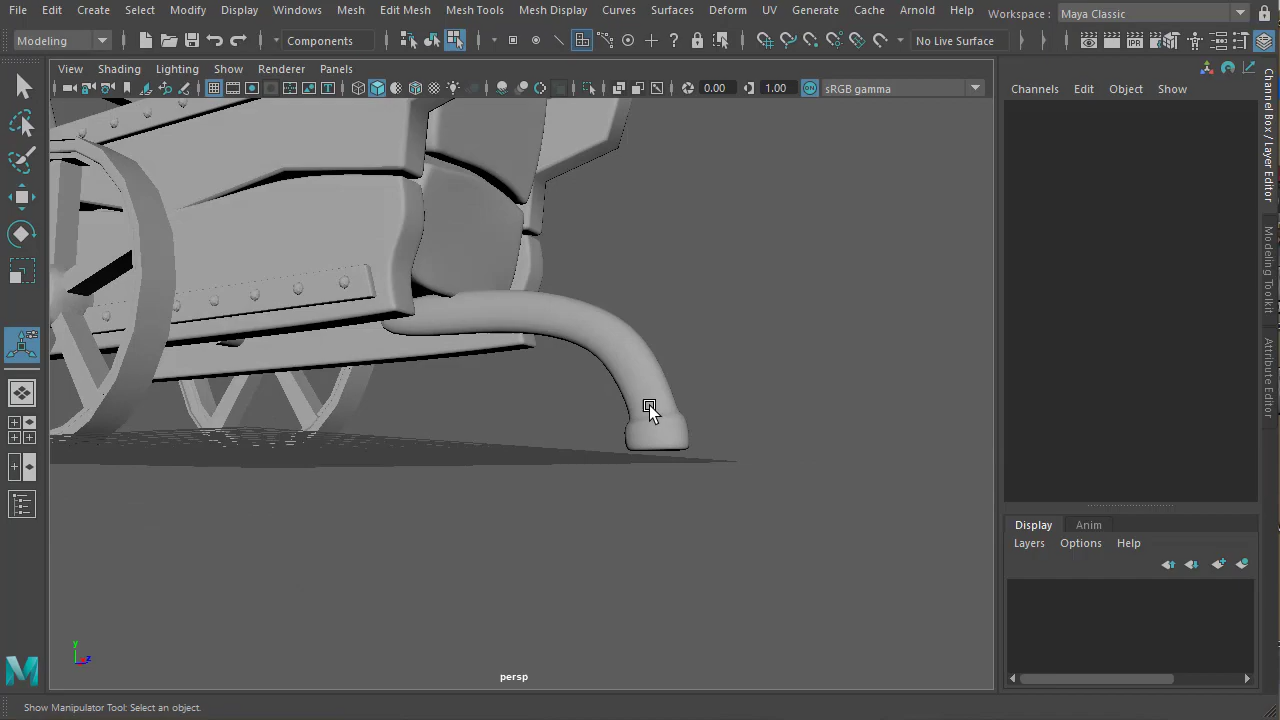 File Edit Create Select Modify Display Windows Mesh Edit Mesh Mesh Tools Mesh Display Curves Surfaces Deform UV Generate Cache Arnold Help Workspace : Maya Classic
Modeling Components No Live Surface IPR
View Shading Lighting Show Renderer Panels
0.00 ON 1.00 sRGB gamma
Channels Edit Object Show
Channel Box / Layer Editor
Modeling Toolkit
Attribute Editor
Display Anim
Layers Options Help
y
z
persp
Show Manipulator Tool: Select an object.